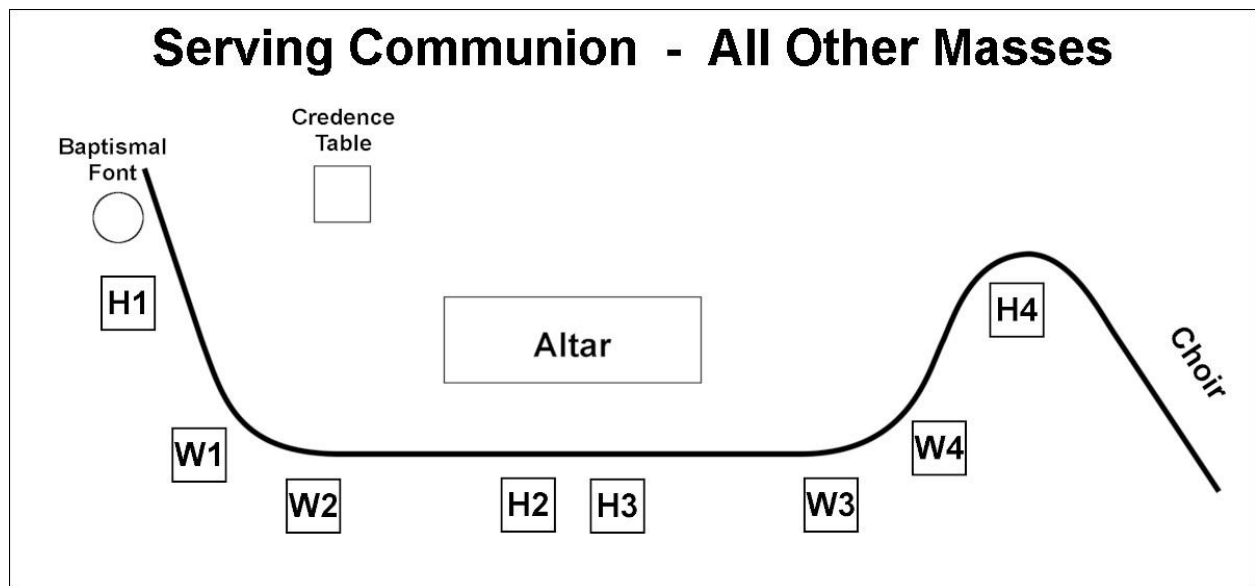 Serving Communion - All Other Masses
Credence
Table
Baptismal
Font
H1
H4
Altar
Choir
W1
W4
W2
H2
H3
W3